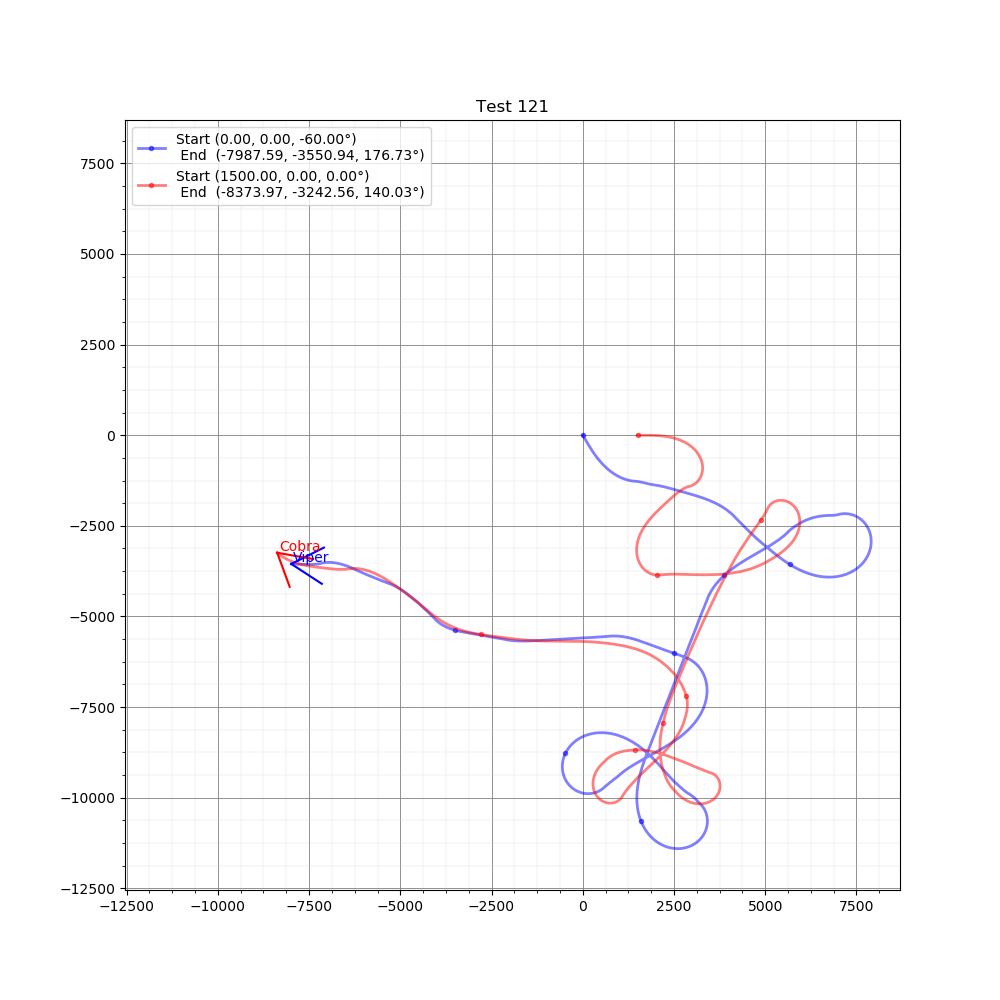 Test 121
Start (0.00, 0.00, -60.00°)
End (-7987.59, -3550.94, 176.73°)
Start (1500.00, 0.00, 0.00°)
End (-8373.97, -3242.56, 140.03°)
7500
5000
2500
0
−2500
−5000
−7500
−10000
−12500
Cobra
Viper
−12500 −10000 −7500 −5000 −2500 0 2500 5000 7500